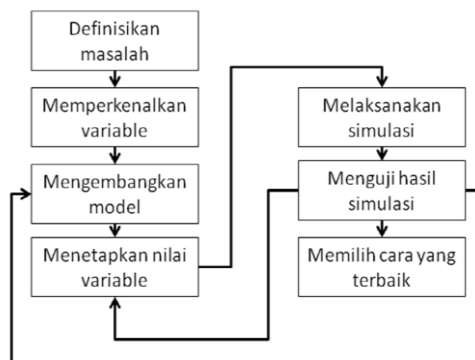 Definisikan
masalah
Memperkenalkan
variable
Mengembangkan
model
Menetapkan nilai
variable
Melaksanakan
simulasi
Menguji hasil
simulasi
Memilih cara yang
terbaik